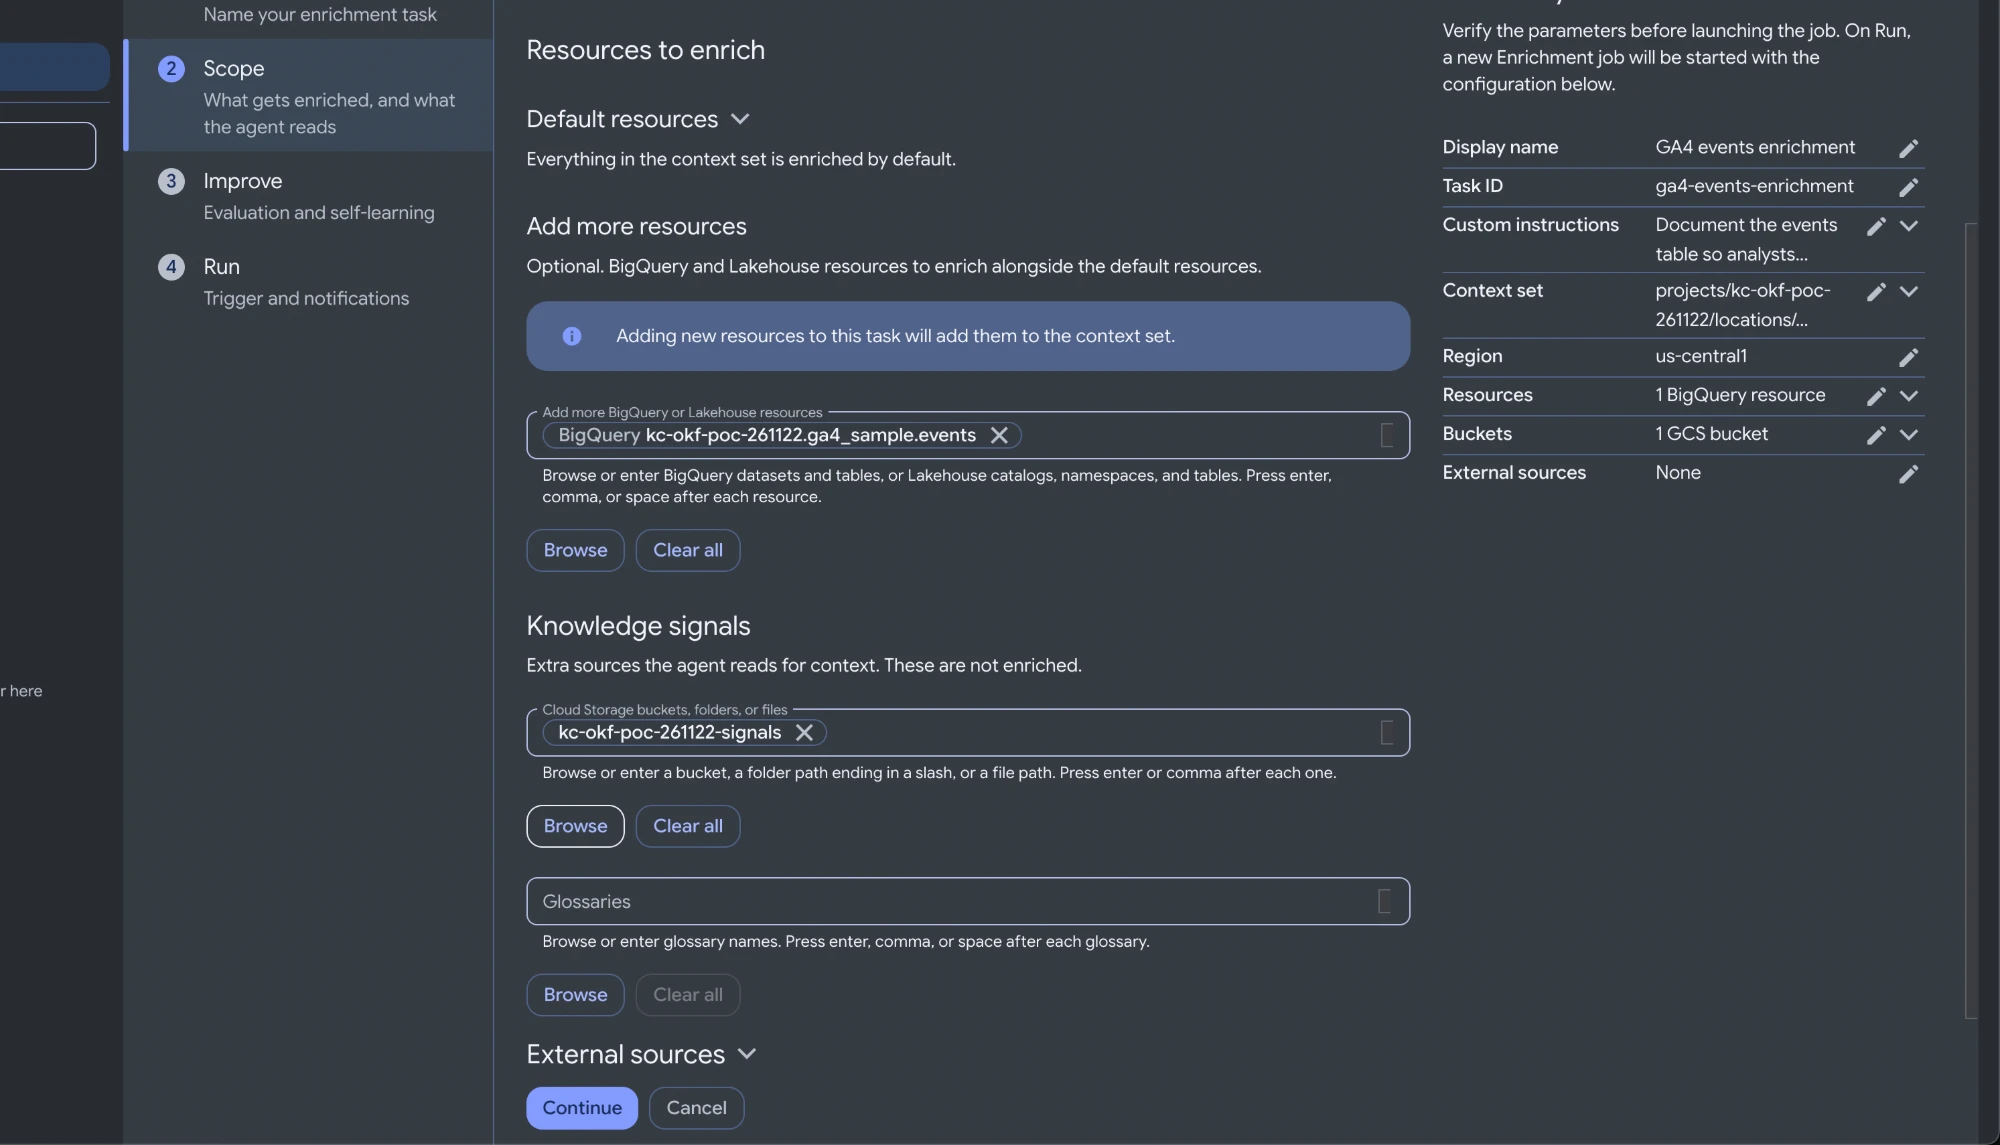 Name your enrichment task
2
Scope
What gets enriched, and what
the agent reads
3
Improve
Evaluation and self-learning
4
Run
Trigger and notifications
r here
Resources to enrich
Default resources
Everything in the context set is enriched by default.
Add more resources
Optional. BigQuery and Lakehouse resources to enrich alongside the default resources.
Adding new resources to this task will add them to the context set.
Add more BigQuery or Lakehouse resources
BigQuery kc-okf-poc-261122.ga4_sample.events
Browse or enter BigQuery datasets and tables, or Lakehouse catalogs, namespaces, and tables. Press enter,
comma, or space after each resource.
Browse
Clear all
Knowledge signals
Extra sources the agent reads for context. These are not enriched.
Cloud Storage buckets, folders, or files
kc-okf-poc-261122-signals
Browse or enter a bucket, a folder path ending in a slash, or a file path. Press enter or comma after each one.
Browse
Clear all
Glossaries
Browse or enter glossary names. Press enter, comma, or space after each glossary.
Browse
Clear all
External sources
Continue
Cancel
Verify the parameters before launching the job. On Run,
a new Enrichment job will be started with the
configuration below.
Display name
GA4 events enrichment
Task ID
ga4-events-enrichment
Custom instructions
Document the events
table so analysts...
Context set
projects/kc-okf-poc-
261122/locations/...
Region
us-central1
Resources
1 BigQuery resource
Buckets
1 GCS bucket
External sources
None